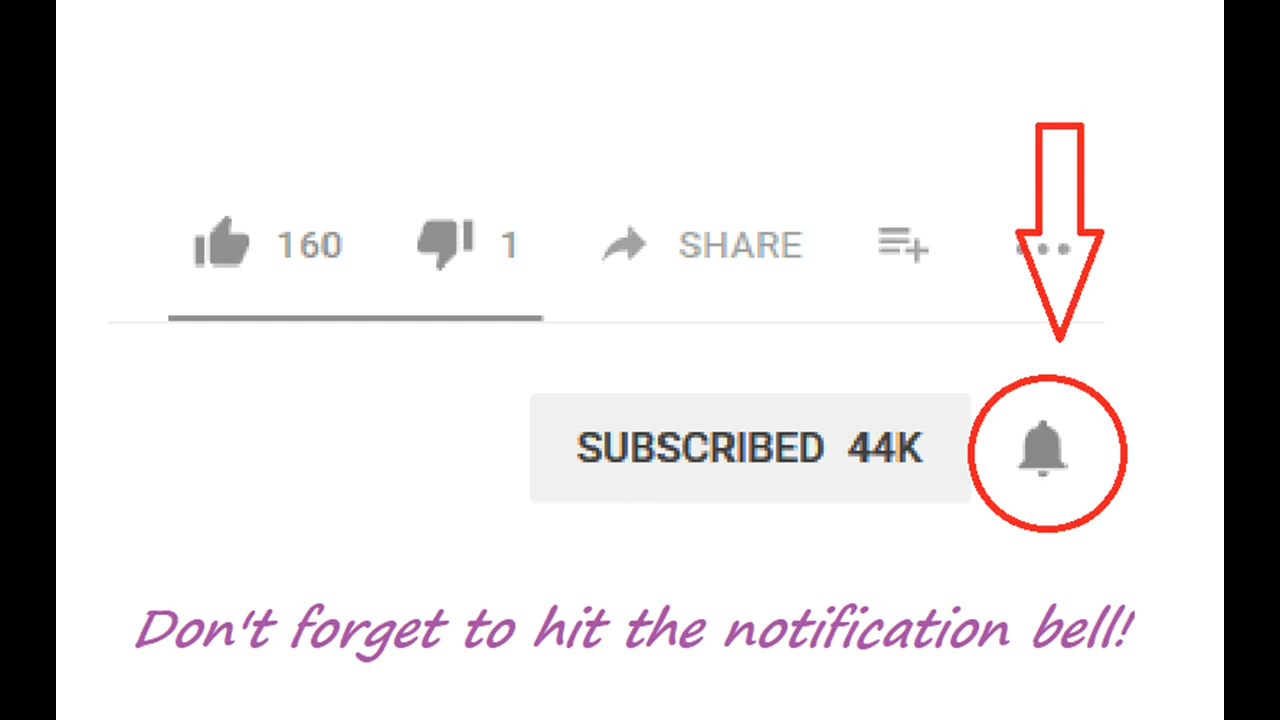 160 1 SHARE
SUBSCRIBED 44K
Don't forget to hit the notification bell!